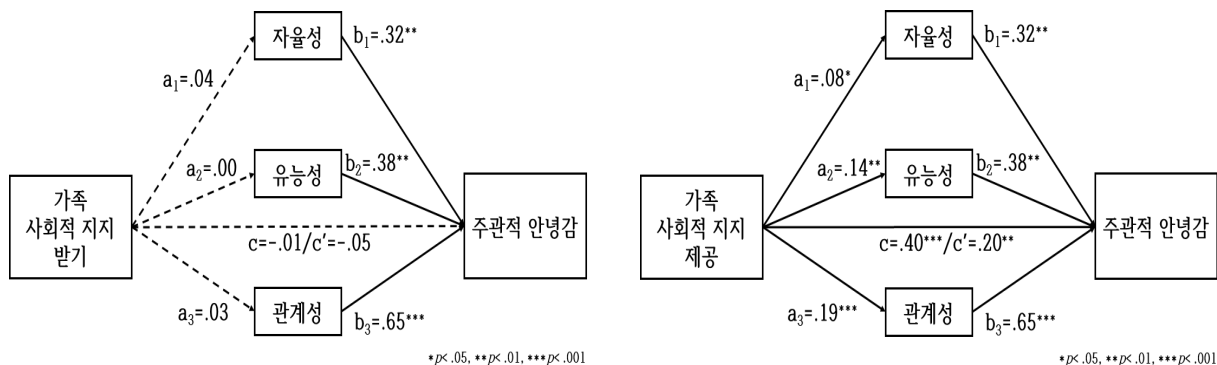 자율성
b₁=.32**
a₁=.04
유능성
a₂=.00
b₂=.38**
가족
사회적 지지
받기
주관적 안녕감
c=-.01/c′=-.05
관계성
a₃=.03
b₃=.65***
*p<.05, **p<.01, ***p<.001
자율성
b₁=.32**
a₁=.08*
유능성
a₂=.14**
b₂=.38**
가족
사회적 지지
제공
주관적 안녕감
c=.40***/c′=.20**
관계성
a₃=.19***
b₃=.65***
*p<.05, **p<.01, ***p<.001